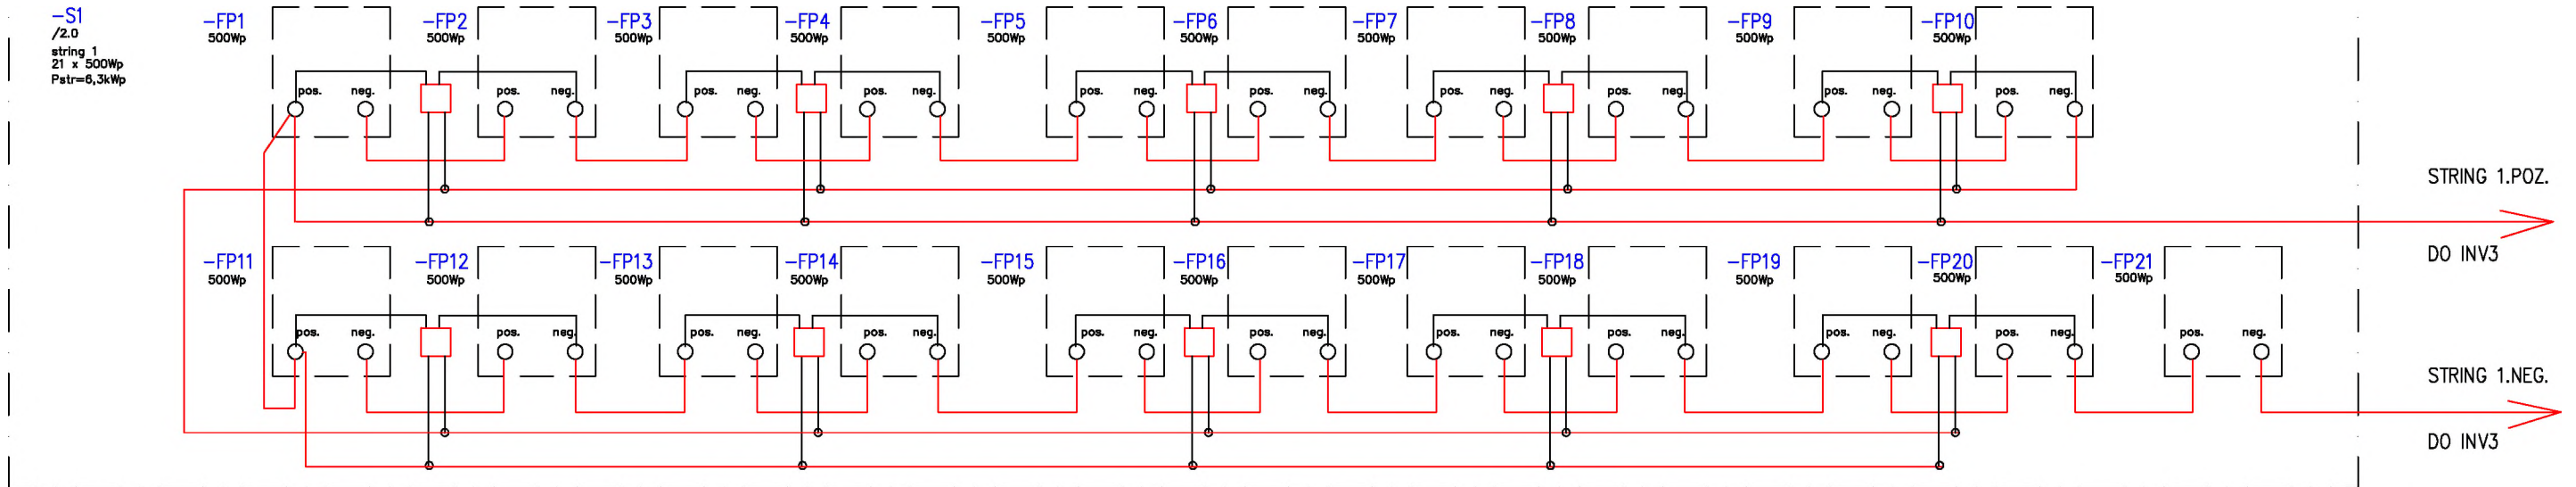 -S1
/2.0
string 1
21 x 500Wp
Pstr=6,3kWp
-FP1
500Wp
-FP2
500Wp
-FP3
500Wp
-FP4
500Wp
-FP5
500Wp
-FP6
500Wp
-FP7
500Wp
-FP8
500Wp
-FP9
500Wp
-FP10
500Wp
pos. neg. pos. neg. pos. neg. pos. neg. pos. neg. pos. neg. pos. neg. pos. neg. pos. neg. pos. neg.
STRING 1.POZ.
DO INV3
-FP11
500Wp
-FP12
500Wp
-FP13
500Wp
-FP14
500Wp
-FP15
500Wp
-FP16
500Wp
-FP17
500Wp
-FP18
500Wp
-FP19
500Wp
-FP20
500Wp
-FP21
500Wp
pos. neg. pos. neg. pos. neg. pos. neg. pos. neg. pos. neg. pos. neg. pos. neg. pos. neg. pos. neg. pos. neg.
STRING 1.NEG.
DO INV3